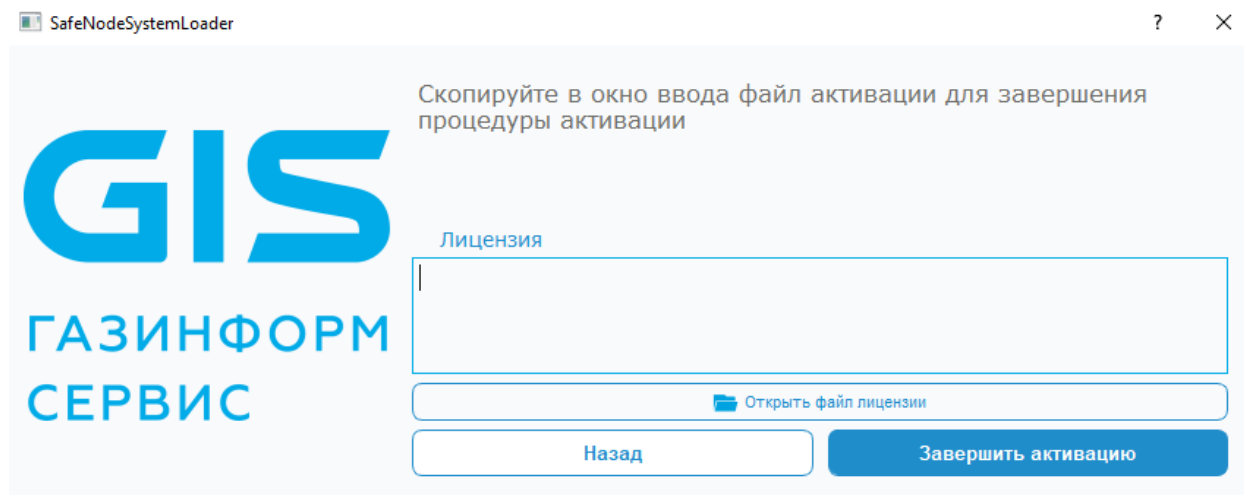 SafeNodeSystemLoader
?
GIS
ГАЗИНФОРМ
СЕРВИС
Скопируйте в окно ввода файл активации для завершения
процедуры активации
Лицензия
Открыть файл лицензии
Назад
Завершить активацию